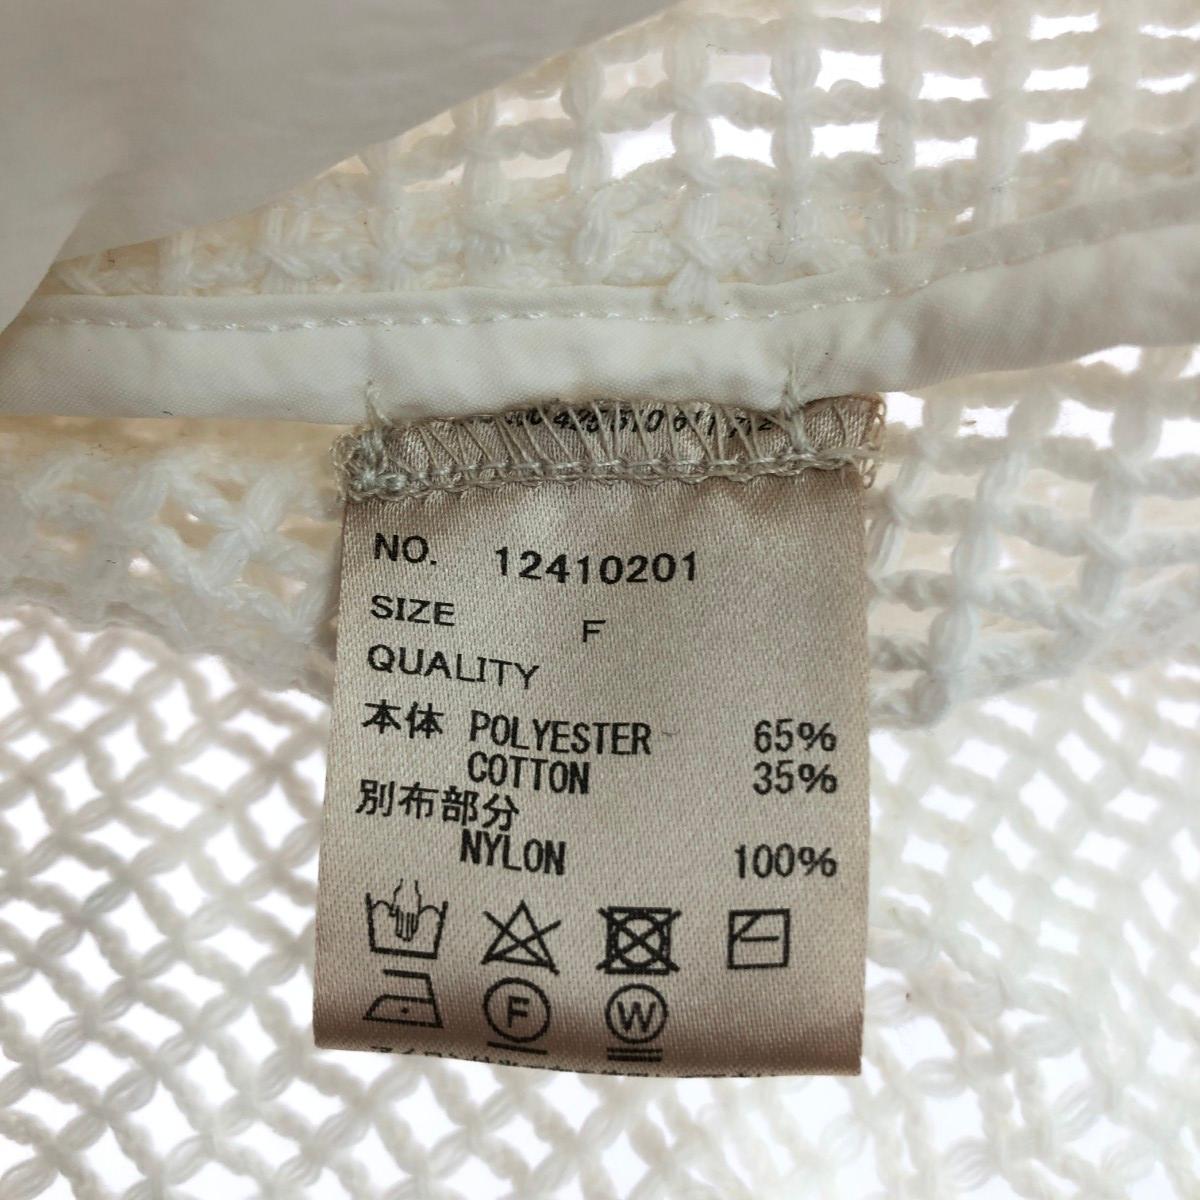 NO. 12410201
SIZE F
QUALITY
本体 POLYESTER 65%
COTTON 35%
別布部分
NYLON 100%
F W